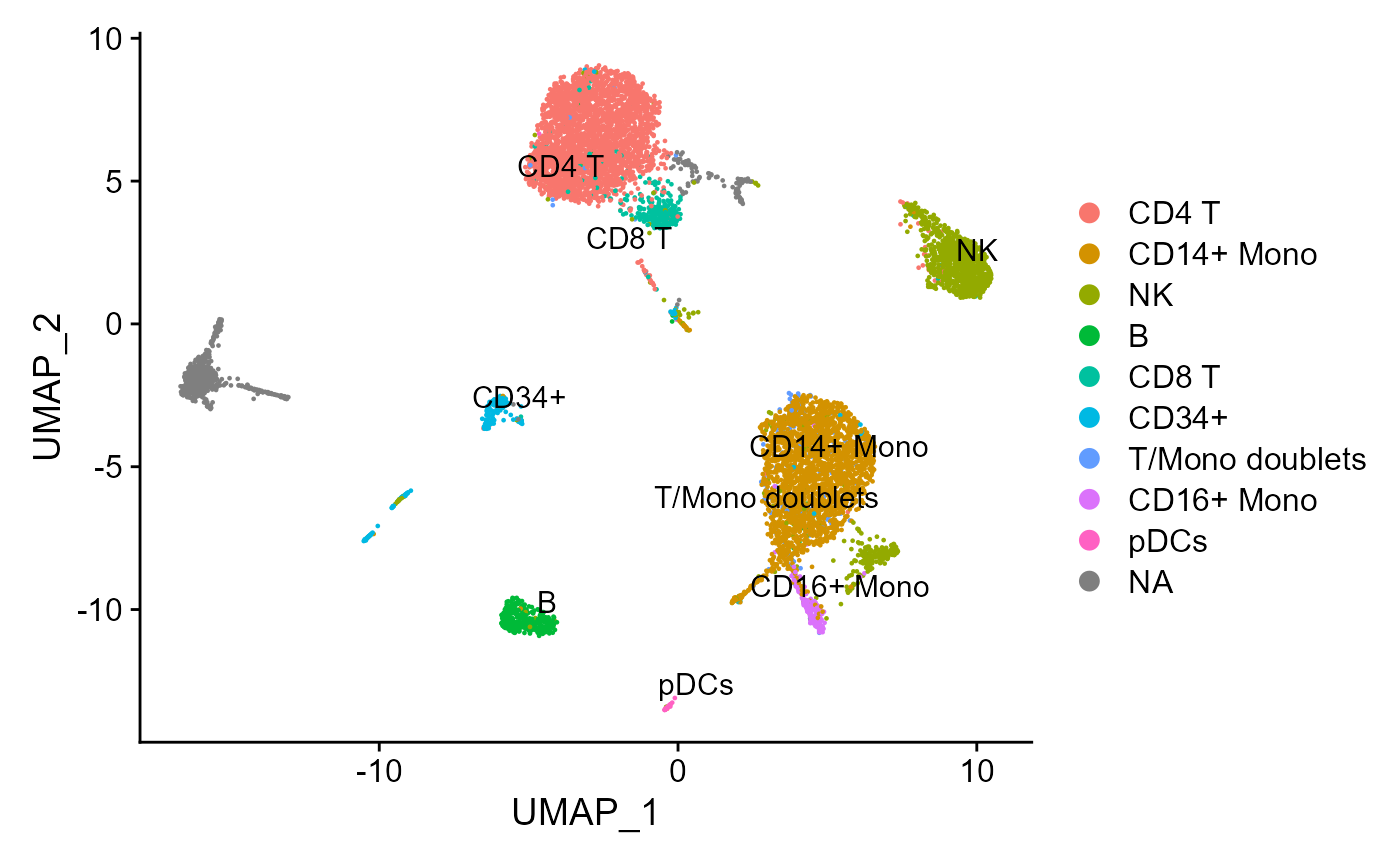 10
5
0
-5
-10
UMAP_2
CD4 T
CD8 T
NK
CD34+
CD14+ Mono
T/Mono doublets
CD16+ Mono
B
pDCs
-10
0
10
UMAP_1
CD4 T
CD14+ Mono
NK
B
CD8 T
CD34+
T/Mono doublets
CD16+ Mono
pDCs
NA